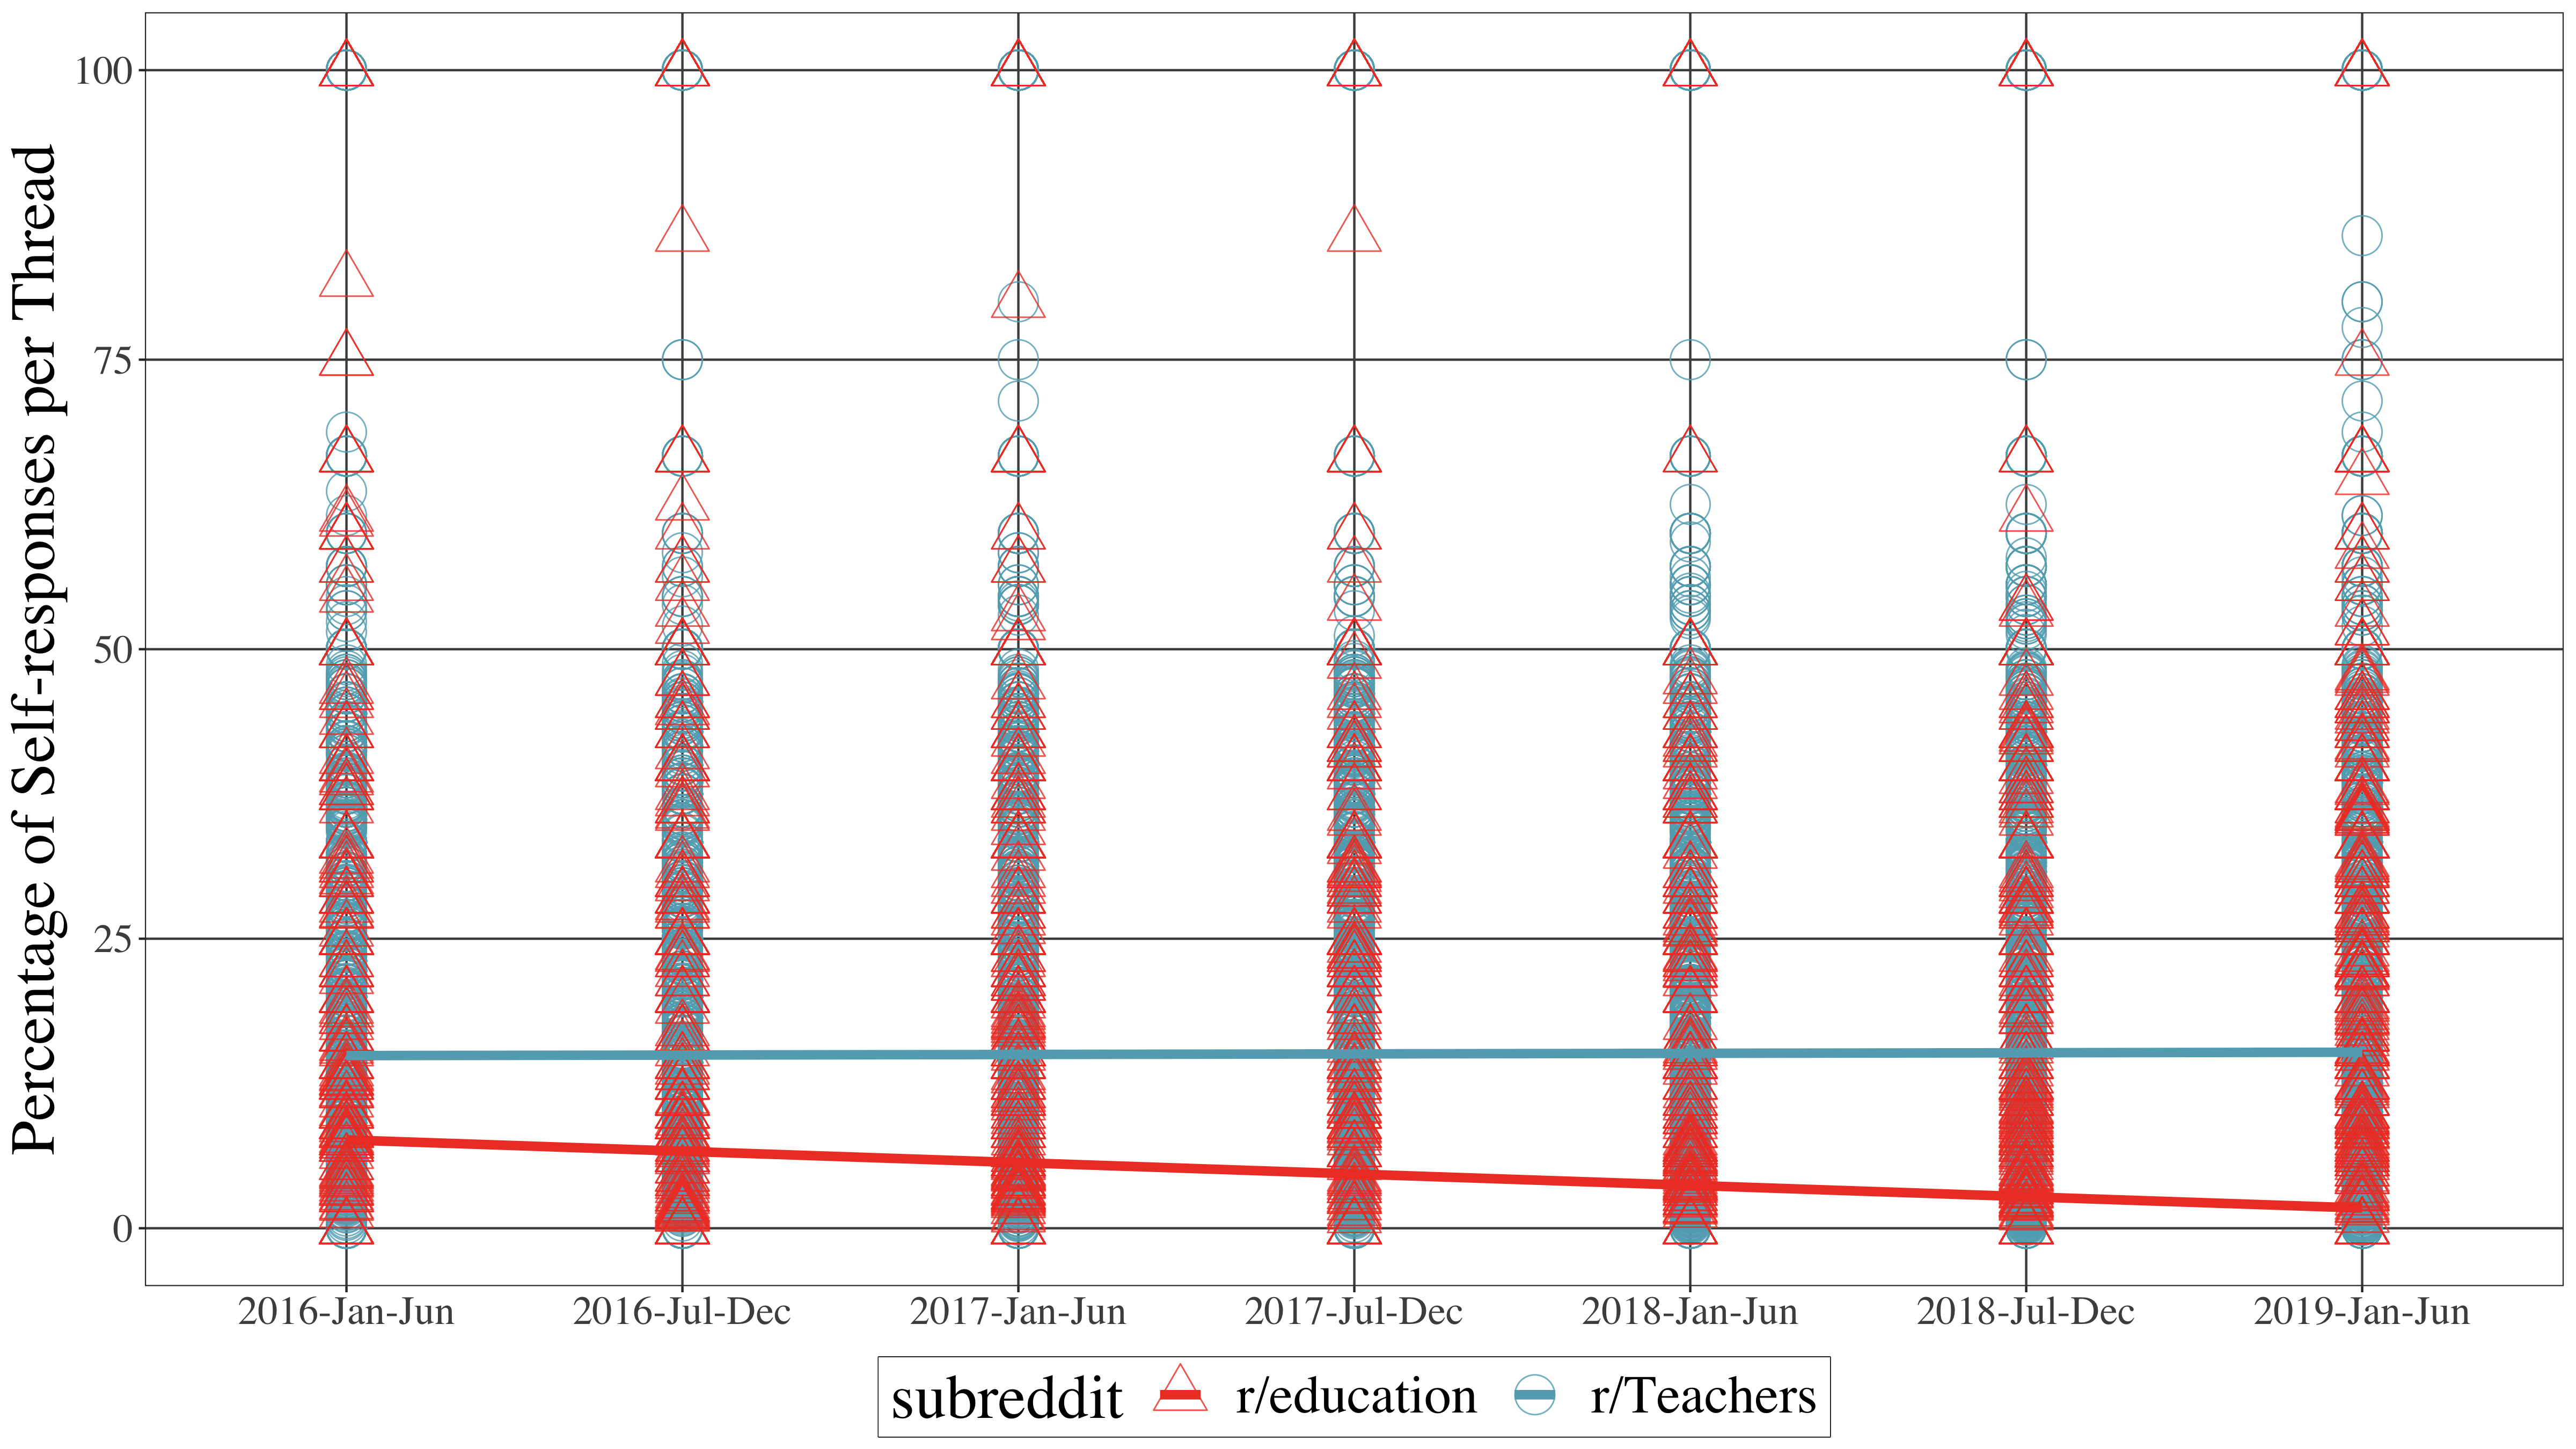 Percentage of Self-responses per Thread
100
75
50
25
0
2016-Jan-Jun 2016-Jul-Dec 2017-Jan-Jun 2017-Jul-Dec 2018-Jan-Jun 2018-Jul-Dec 2019-Jan-Jun
subreddit r/education r/Teachers